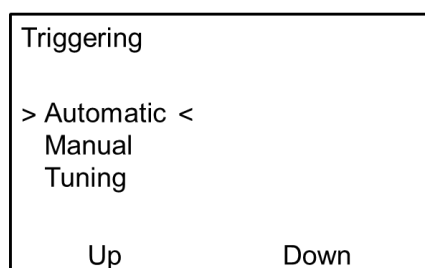 Triggering
> Automatic <
Manual
Tuning
Up Down